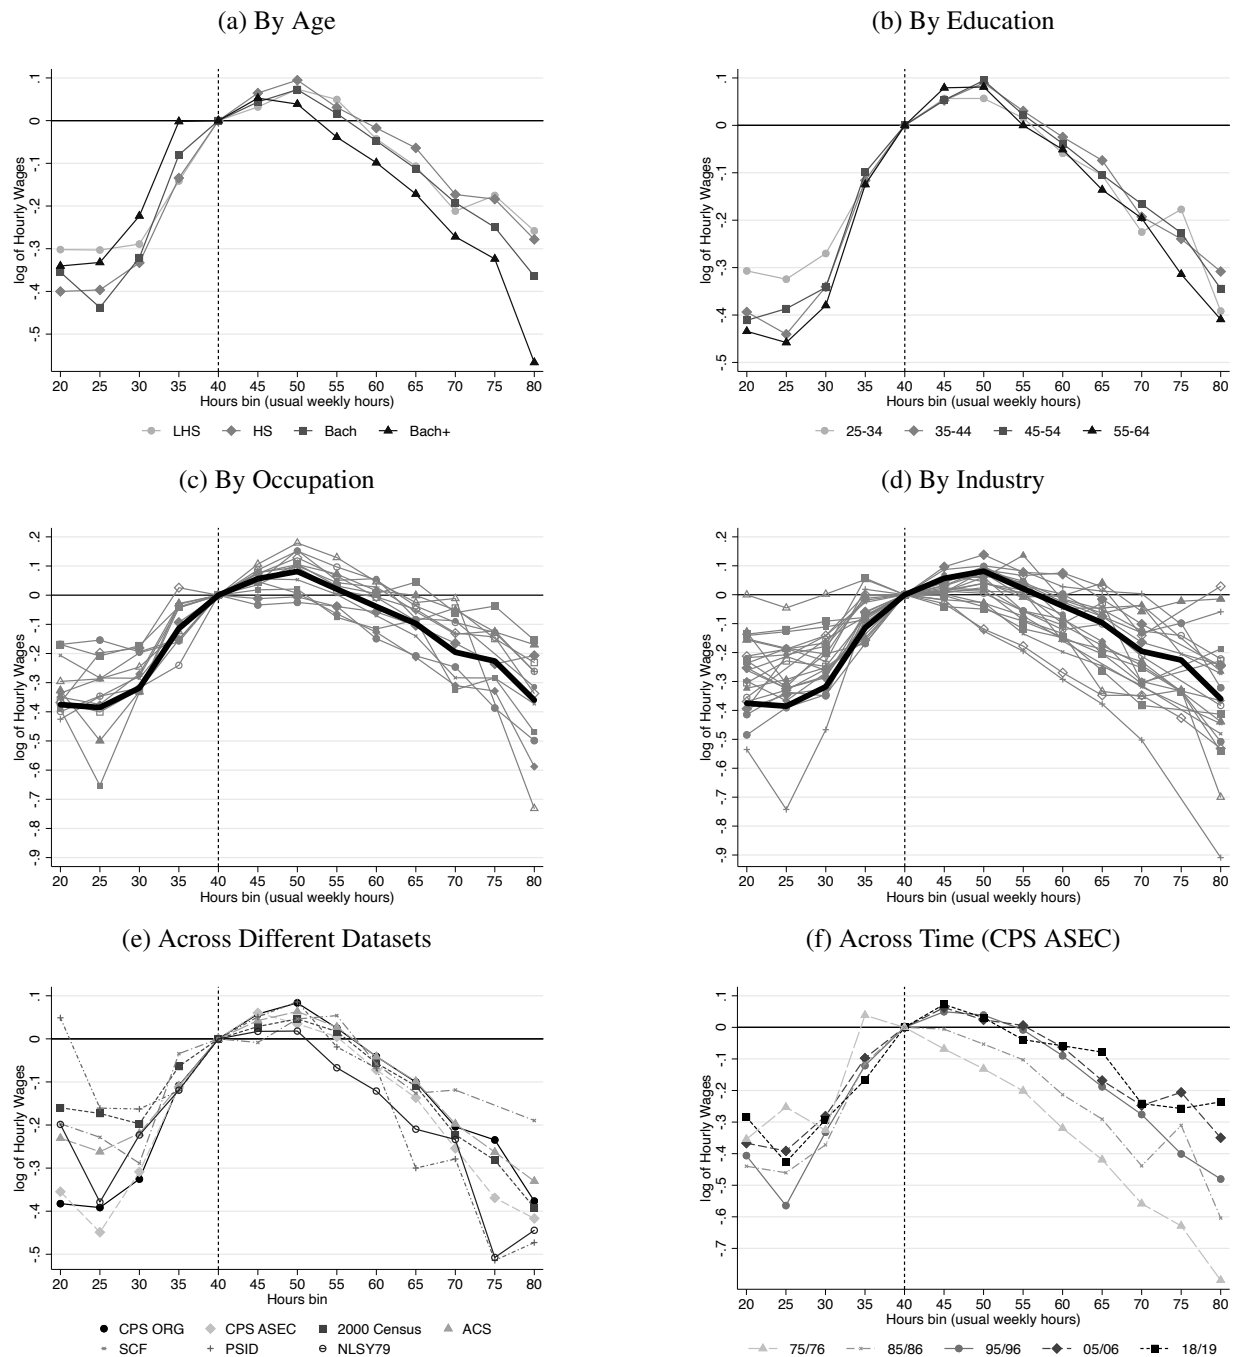 (a) By Age
log of Hourly Wages
.1
0
-.1
-.2
-.3
-.4
-.5
20 25 30 35 40 45 50 55 60 65 70 75 80
Hours bin (usual weekly hours)
LHS HS Bach Bach+
(b) By Education
log of Hourly Wages
.1
0
-.1
-.2
-.3
-.4
-.5
20 25 30 35 40 45 50 55 60 65 70 75 80
Hours bin (usual weekly hours)
25-34 35-44 45-54 55-64
(c) By Occupation
log of Hourly Wages
.2
.1
0
-.1
-.2
-.3
-.4
-.5
-.6
-.7
-.8
-.9
20 25 30 35 40 45 50 55 60 65 70 75 80
Hours bin (usual weekly hours)
(d) By Industry
log of Hourly Wages
.2
.1
0
-.1
-.2
-.3
-.4
-.5
-.6
-.7
-.8
-.9
20 25 30 35 40 45 50 55 60 65 70 75 80
Hours bin (usual weekly hours)
(e) Across Different Datasets
log of Hourly Wages
.1
0
-.1
-.2
-.3
-.4
-.5
20 25 30 35 40 45 50 55 60 65 70 75 80
Hours bin
CPS ORG CPS ASEC 2000 Census ACS
SCF PSID NLSY79
(f) Across Time (CPS ASEC)
log of Hourly Wages
.1
0
-.1
-.2
-.3
-.4
-.5
-.6
-.7
20 25 30 35 40 45 50 55 60 65 70 75 80
Hours bin (usual weekly hours)
75/76 85/86 95/96 05/06 18/19